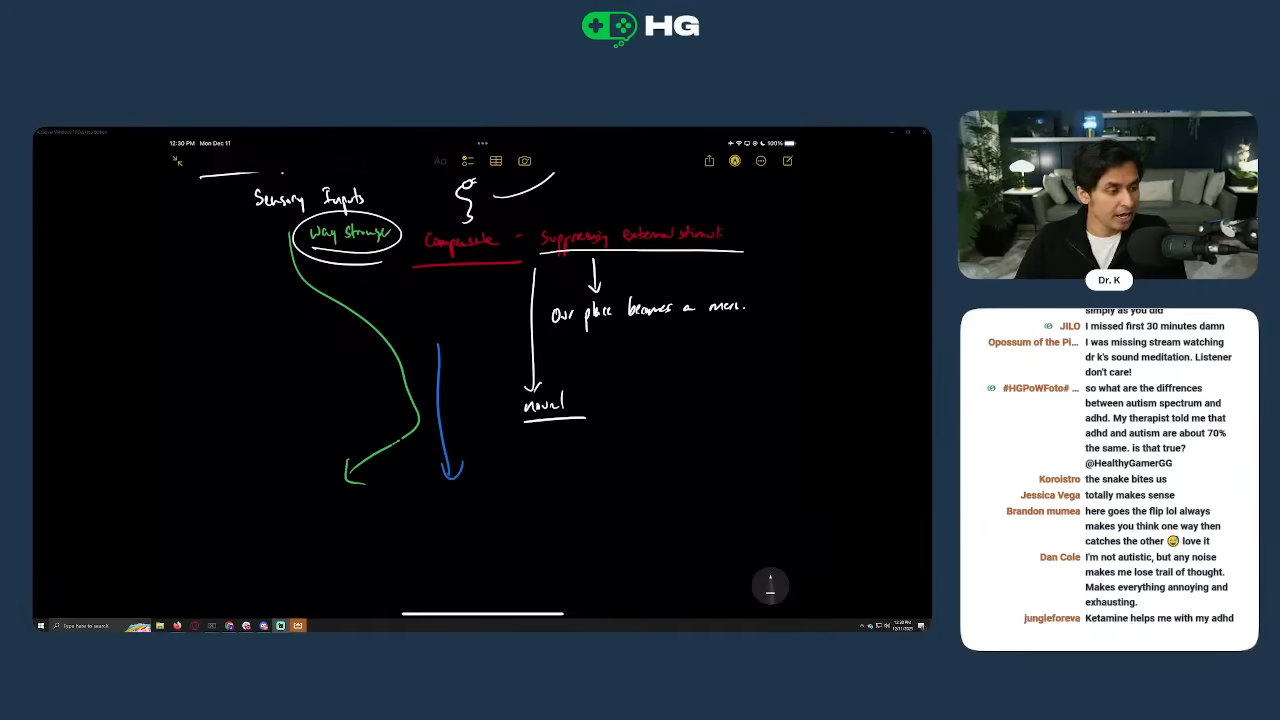 HG
12:30 PM Mon Dec 11
100%
Aa
Sensory Inputs
way stronger
Compensate - Suppressing external stimuli
Our place becomes a mess.
novel
Type here to search
12:30 PM
Dr. K
simply as you did
JILO I missed first 30 minutes damn
Opossum of the Pi... I was missing stream watching
dr k's sound meditation. Listener
don't care!
#HGPoWFoto# ... so what are the diffrences
between autism spectrum and
adhd. My therapist told me that
adhd and autism are about 70%
the same. is that true?
@HealthyGamerGG
Koroistro the snake bites us
Jessica Vega totally makes sense
Brandon mumea here goes the flip lol always
makes you think one way then
catches the other 😅 love it
Dan Cole I'm not autistic, but any noise
makes me lose trail of thought.
Makes everything annoying and
exhausting.
jungleforeva Ketamine helps me with my adhd